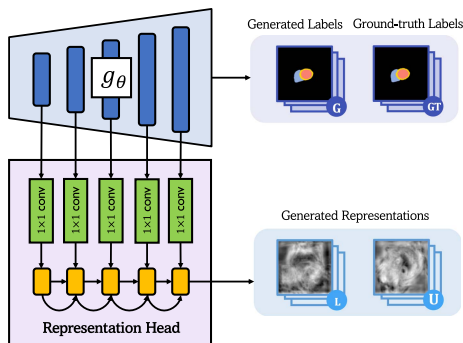 Generated Labels
Ground-truth Labels
gθ
G
GT
1×1 conv
1×1 conv
1×1 conv
1×1 conv
1×1 conv
Generated Representations
L
U
Representation Head